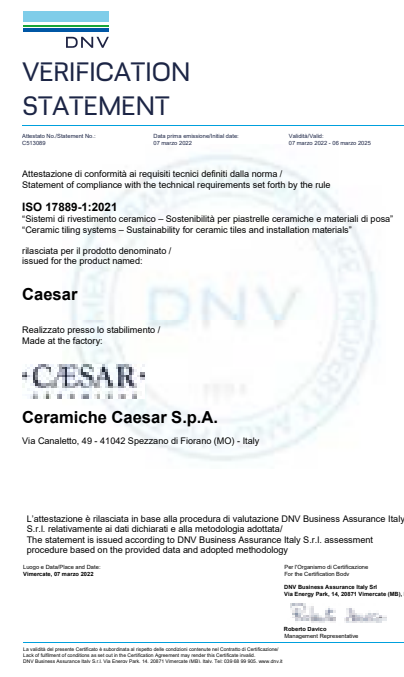 DNV
VERIFICATION
STATEMENT
Attestato No./Statement No.:
C513089
Data prima emissione/Initial date:
07 marzo 2022
Validità/Valid:
07 marzo 2022 - 06 marzo 2025
Attestazione di conformità ai requisiti tecnici definiti dalla norma /
Statement of compliance with the technical requirements set forth by the rule
ISO 17889-1:2021
“Sistemi di rivestimento ceramico – Sostenibilità per piastrelle ceramiche e materiali di posa”
“Ceramic tiling systems – Sustainability for ceramic tiles and installation materials”
rilasciata per il prodotto denominato /
issued for the product named:
Caesar
Realizzato presso lo stabilimento /
Made at the factory:
CÆSAR
Ceramiche Caesar S.p.A.
Via Canaletto, 49 - 41042 Spezzano di Fiorano (MO) - Italy
L’attestazione è rilasciata in base alla procedura di valutazione DNV Business Assurance Italy
S.r.l. relativamente ai dati dichiarati e alla metodologia adottata/
The statement is issued according to DNV Business Assurance Italy S.r.l. assessment
procedure based on the provided data and adopted methodology
Luogo e Data/Place and Date:
Vimercate, 07 marzo 2022
Per l’Organismo di Certificazione
For the Certification Body
DNV Business Assurance Italy Srl
Via Energy Park, 14, 20871 Vimercate (MB),
Roberto Davico
Management Representative
La validità del presente Certificato è subordinata al rispetto delle condizioni contenute nel Contratto di Certificazione/
Lack of fulfilment of conditions as set out in the Certification Agreement may render this Certificate invalid.
DNV Business Assurance Italy S.r.l. Via Energy Park, 14. 20871 Vimercate (MB). Italy. Tel: 039 68 99 905. www.dnv.it